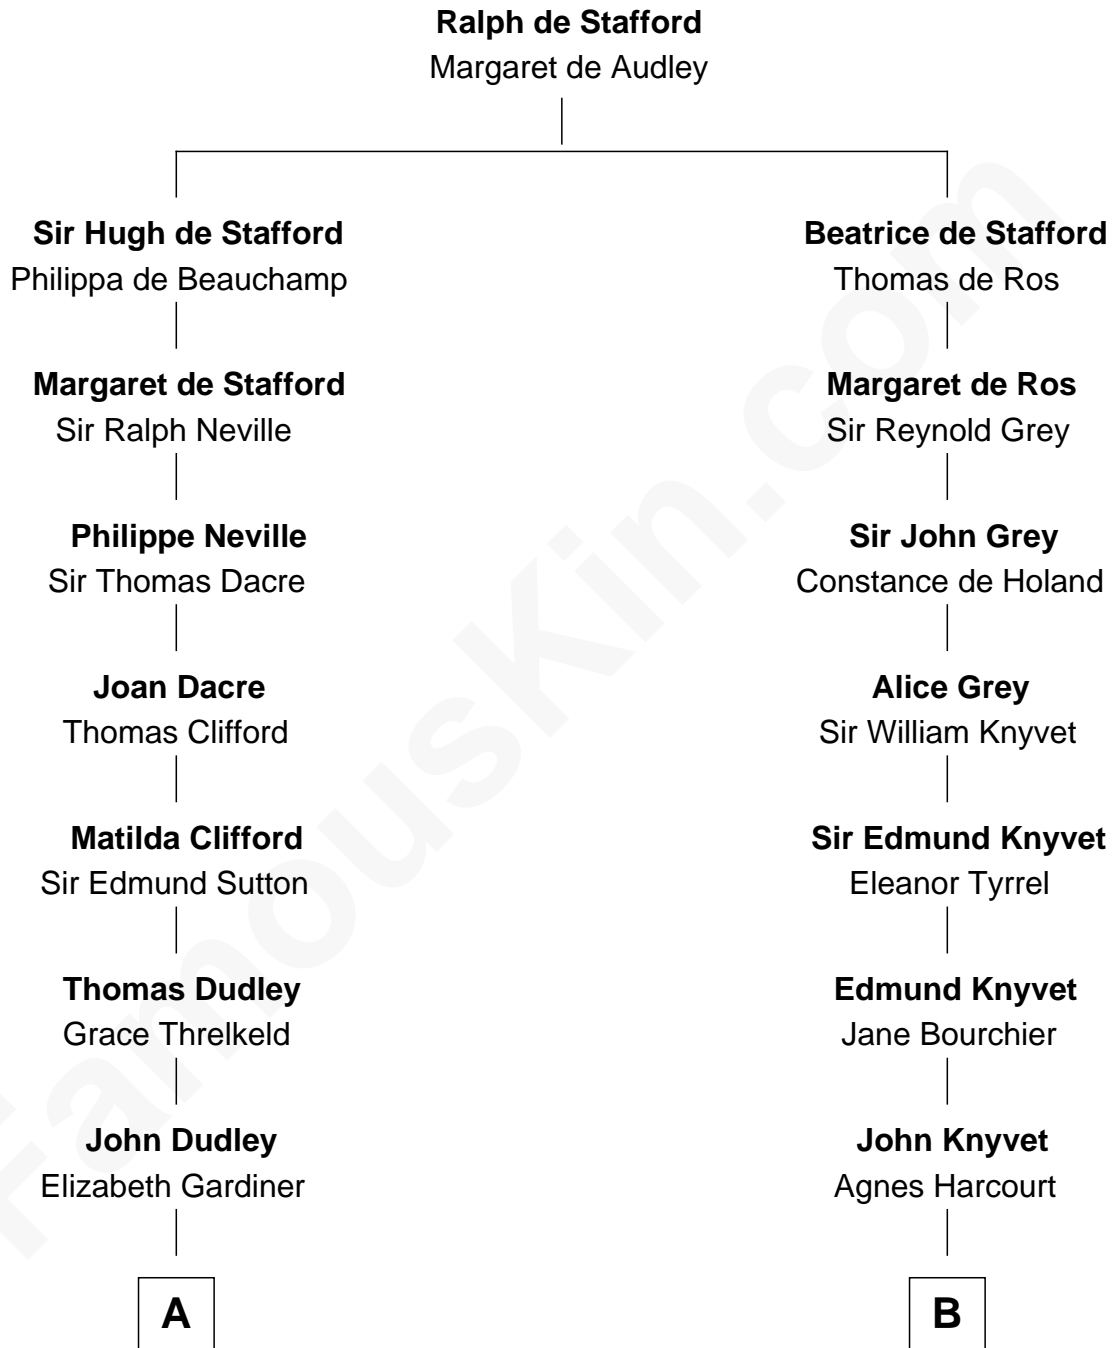 Ralph de Stafford
Margaret de Audley
Sir Hugh de Stafford
Philippa de Beauchamp
Beatrice de Stafford
Thomas de Ros
Margaret de Stafford
Sir Ralph Neville
Margaret de Ros
Sir Reynold Grey
Philippe Neville
Sir Thomas Dacre
Sir John Grey
Constance de Holand
Joan Dacre
Thomas Clifford
Alice Grey
Sir William Knyvet
Matilda Clifford
Sir Edmund Sutton
Sir Edmund Knyvet
Eleanor Tyrrel
Thomas Dudley
Grace Threlkeld
Edmund Knyvet
Jane Bourchier
John Dudley
Elizabeth Gardiner
John Knyvet
Agnes Harcourt
A
B
FamousKin.com